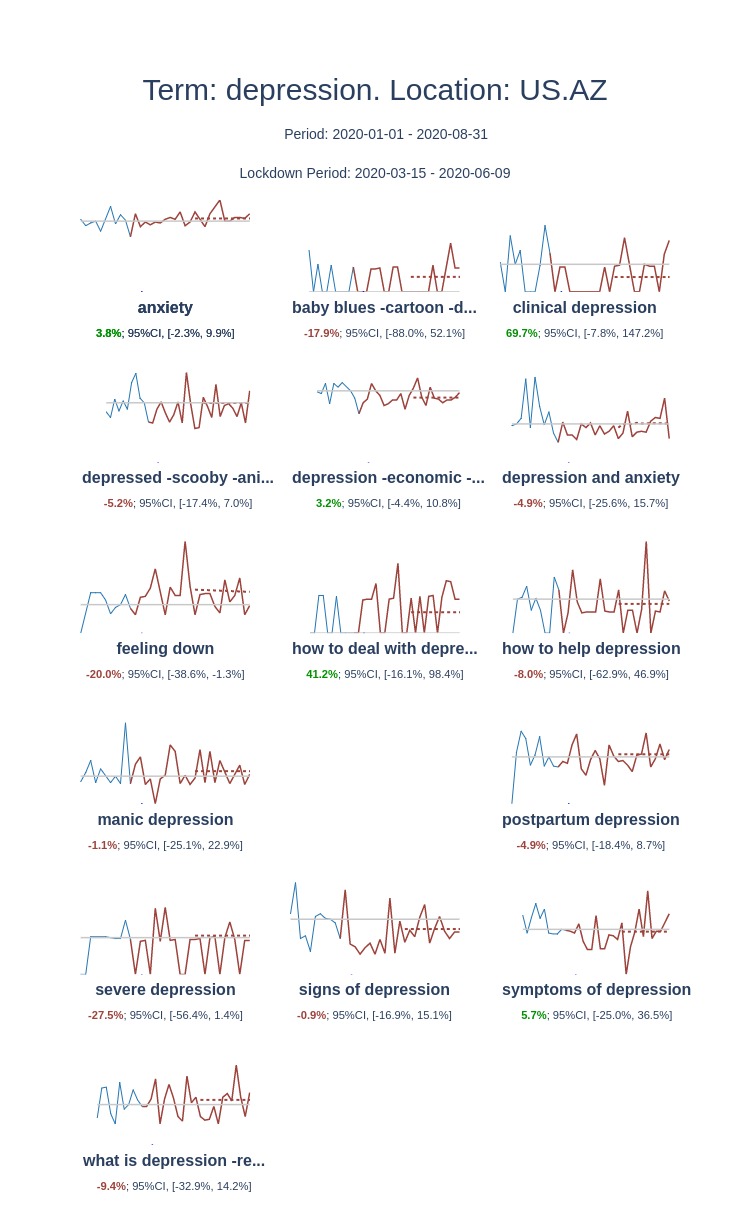 Term: depression. Location: US.AZ
Period: 2020-01-01 - 2020-08-31
Lockdown Period: 2020-03-15 - 2020-06-09
anxiety
baby blues -cartoon -d...
clinical depression
3.8%; 95%CI, [-2.3%, 9.9%]
-17.9%; 95%CI, [-88.0%, 52.1%]
69.7%; 95%CI, [-7.8%, 147.2%]
depressed -scooby -ani...
depression -economic -...
depression and anxiety
-5.2%; 95%CI, [-17.4%, 7.0%]
3.2%; 95%CI, [-4.4%, 10.8%]
-4.9%; 95%CI, [-25.6%, 15.7%]
feeling down
how to deal with depre...
how to help depression
-20.0%; 95%CI, [-38.6%, -1.3%]
41.2%; 95%CI, [-16.1%, 98.4%]
-8.0%; 95%CI, [-62.9%, 46.9%]
manic depression
postpartum depression
-1.1%; 95%CI, [-25.1%, 22.9%]
-4.9%; 95%CI, [-18.4%, 8.7%]
severe depression
signs of depression
symptoms of depression
-27.5%; 95%CI, [-56.4%, 1.4%]
-0.9%; 95%CI, [-16.9%, 15.1%]
5.7%; 95%CI, [-25.0%, 36.5%]
what is depression -re...
-9.4%; 95%CI, [-32.9%, 14.2%]